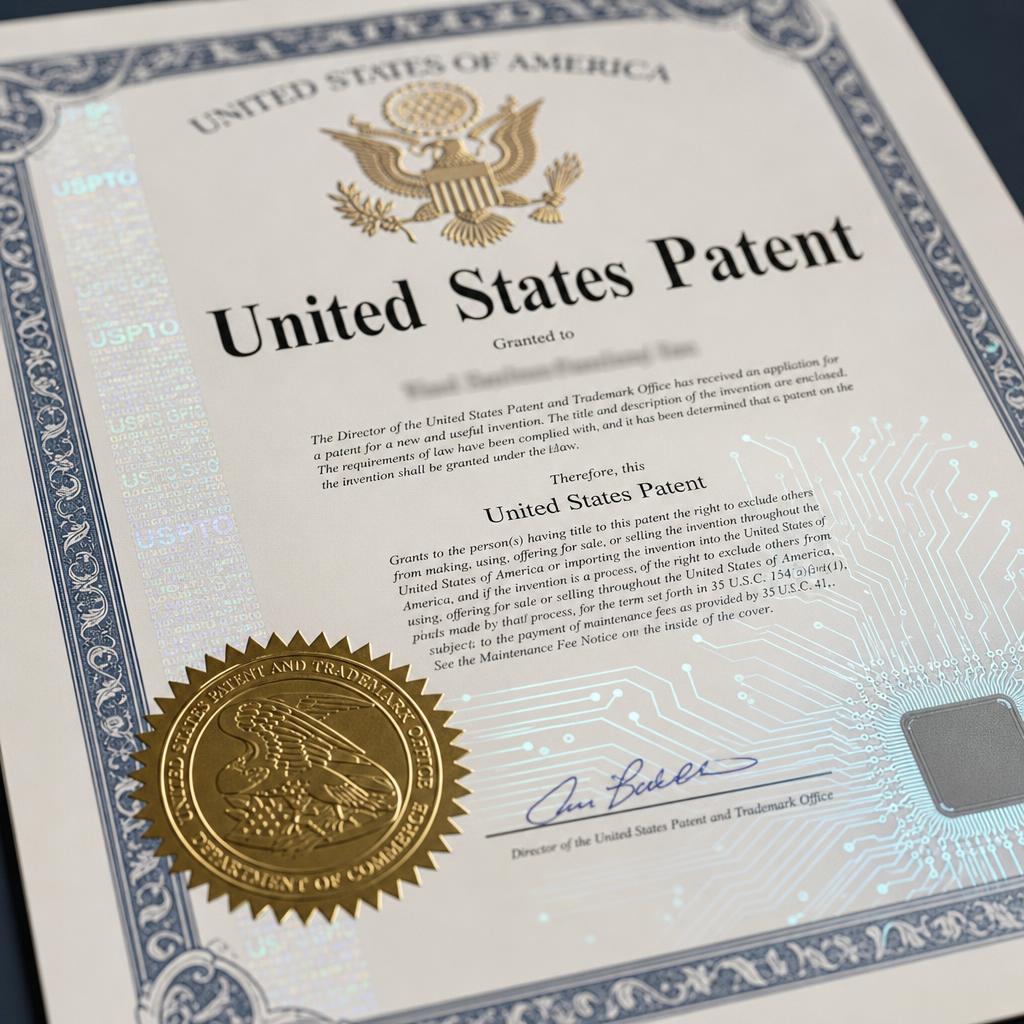 UNITED STATES OF AMERICA
United States Patent
Granted to
The Director of the United States Patent and Trademark Office has received an application for
a patent for a new and useful invention. The title and description of the invention are enclosed.
The requirements of law have been complied with, and it has been determined that a patent on the
the invention shall be granted under the
Therefore, this
United States Patent
Grants to the person(s) having title to this patent the right to exclude others
from making, using, offering for sale, or selling the invention throughout the
United States of America or importing the invention into the United States of
America, and if the invention is a process, of the right to exclude others from
using, offering for sale or selling throughout the United States of America,
made by process, for the term set forth in 35 U.S.C. 154
subject to the payment of maintenance fees as provided by 35 U.S.C. 41,.
See the Maintenance Fee Notice on the inside of the cover.
Director of the United States Patent and Trademark Office
UNITED STATES PATENT AND TRADEMARK OFFICE
DEPARTMENT OF COMMERCE
USPTO
USPTO
USPTO